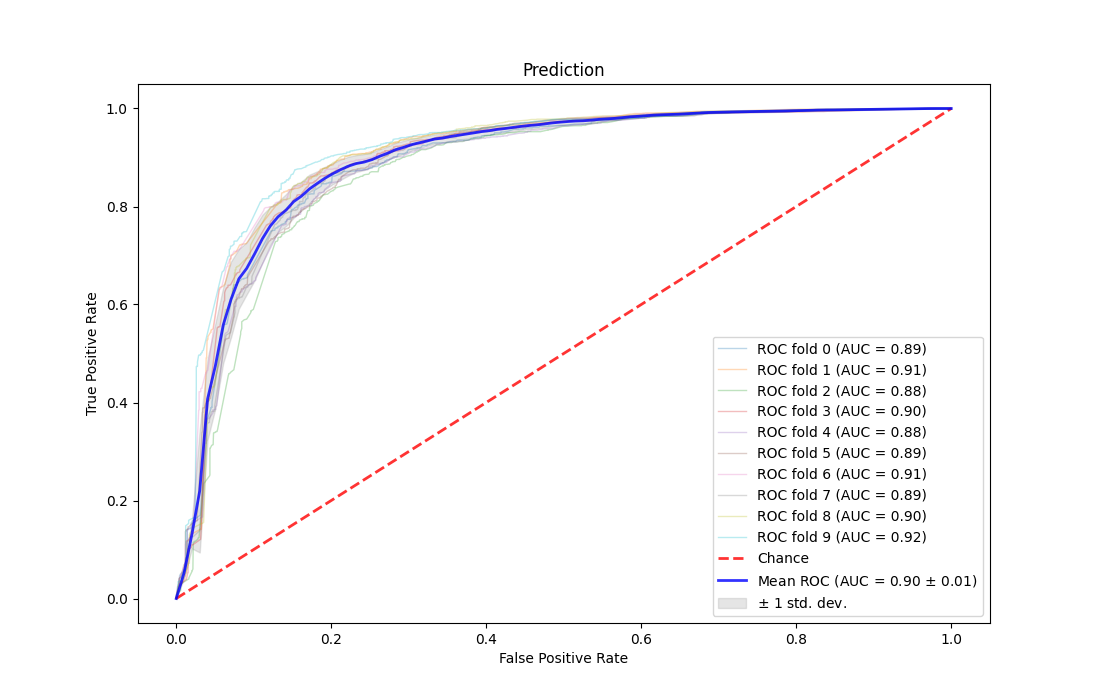 Prediction
1.0
0.8
0.6
0.4
0.2
0.0
True Positive Rate
0.0 0.2 0.4 0.6 0.8 1.0
False Positive Rate
ROC fold 0 (AUC = 0.89)
ROC fold 1 (AUC = 0.91)
ROC fold 2 (AUC = 0.88)
ROC fold 3 (AUC = 0.90)
ROC fold 4 (AUC = 0.88)
ROC fold 5 (AUC = 0.89)
ROC fold 6 (AUC = 0.91)
ROC fold 7 (AUC = 0.89)
ROC fold 8 (AUC = 0.90)
ROC fold 9 (AUC = 0.92)
Chance
Mean ROC (AUC = 0.90 ± 0.01)
± 1 std. dev.